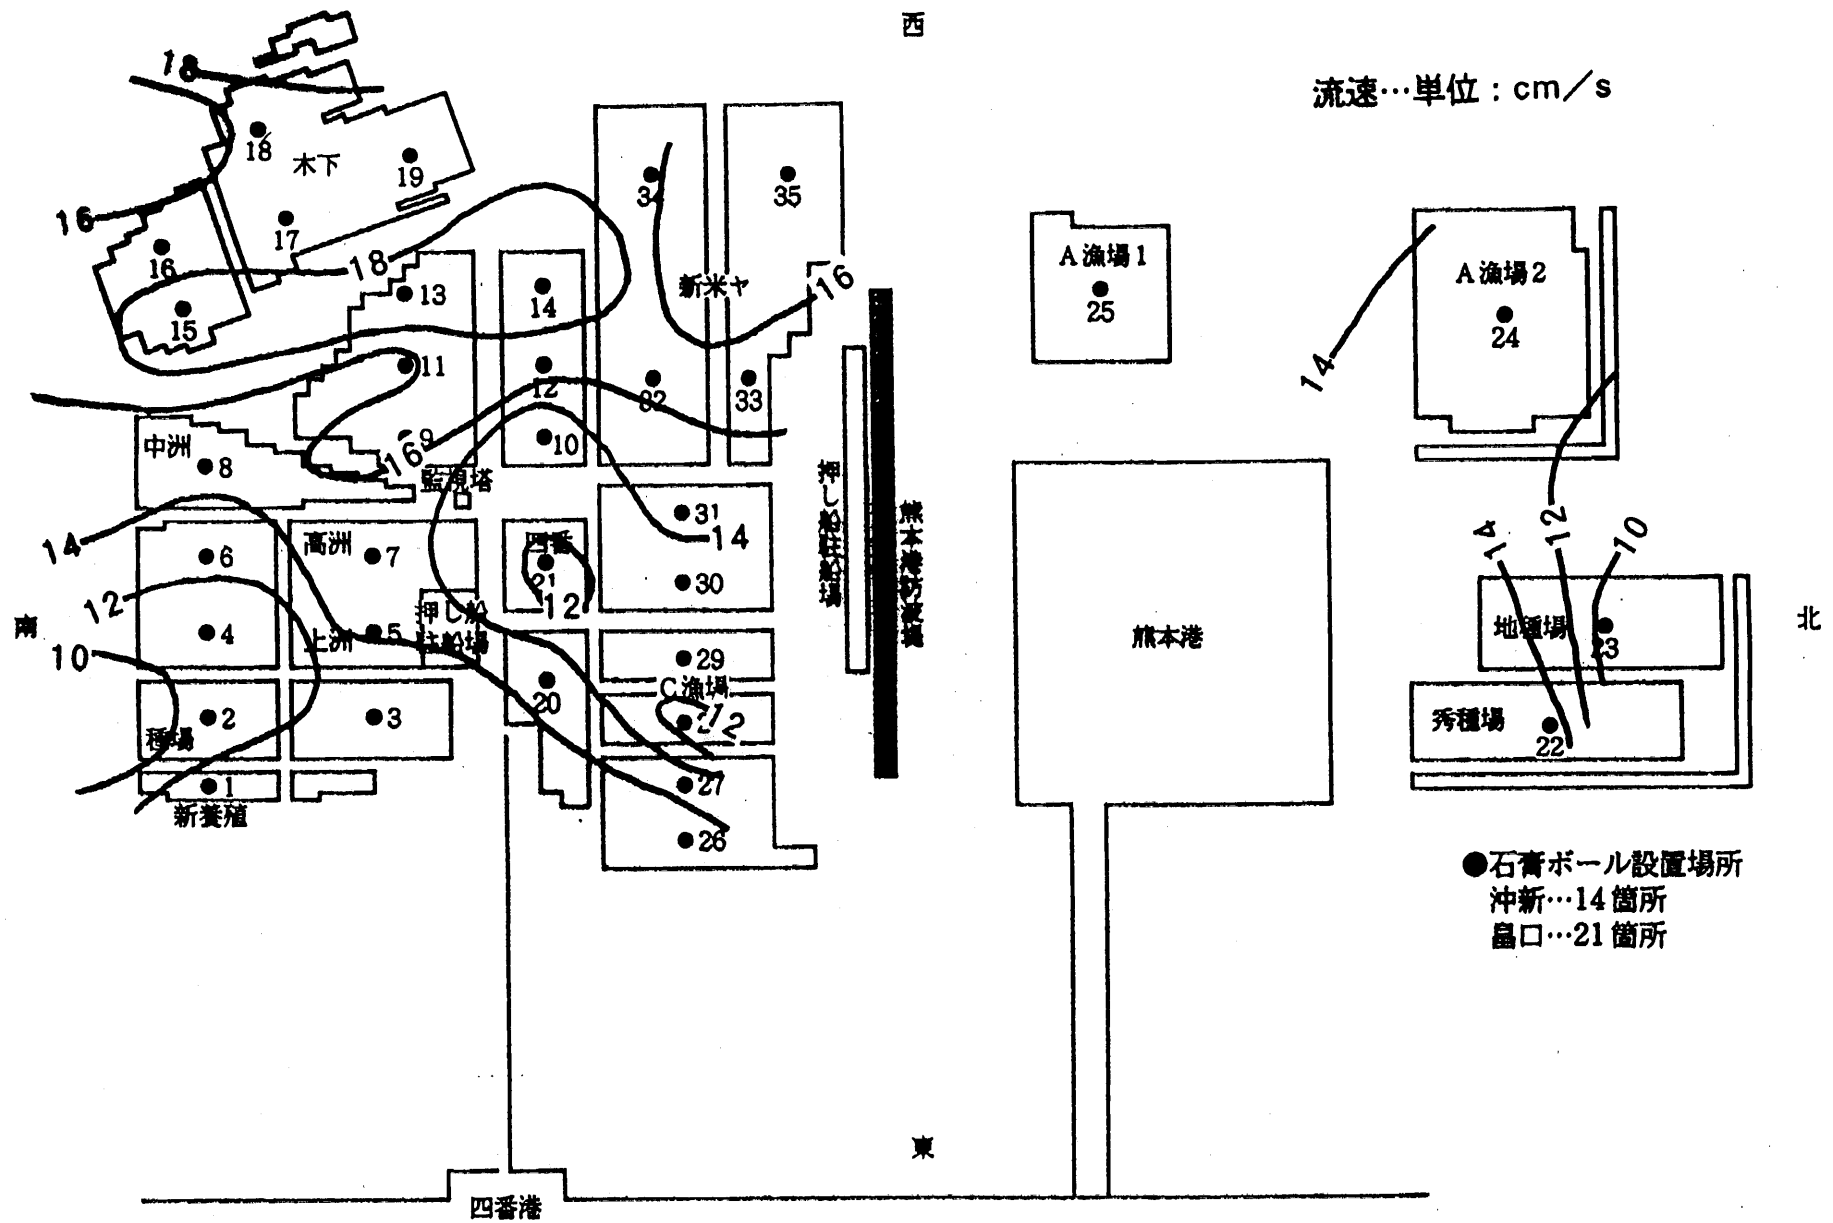 西
流速…単位：cm／s
18
18
木下
19
16
17
16
15
18
13
14
34
35
新米ヤ
16
11
12
32
33
9
10
16
監視塔
中洲
8
14
6
高洲
7
四番
21
12
31
14
30
12
4
上洲
5
押し船
駐船場
南
10
2
種場
3
1
新養殖
20
29
C漁場
12
27
26
押し船駐船場
熊本港防波堤
A漁場1
25
A漁場2
24
14
熊本港
14
12
10
地種場
23
秀種場
22
北
●石膏ボール設置場所
沖新…14箇所
畠口…21箇所
東
四番港